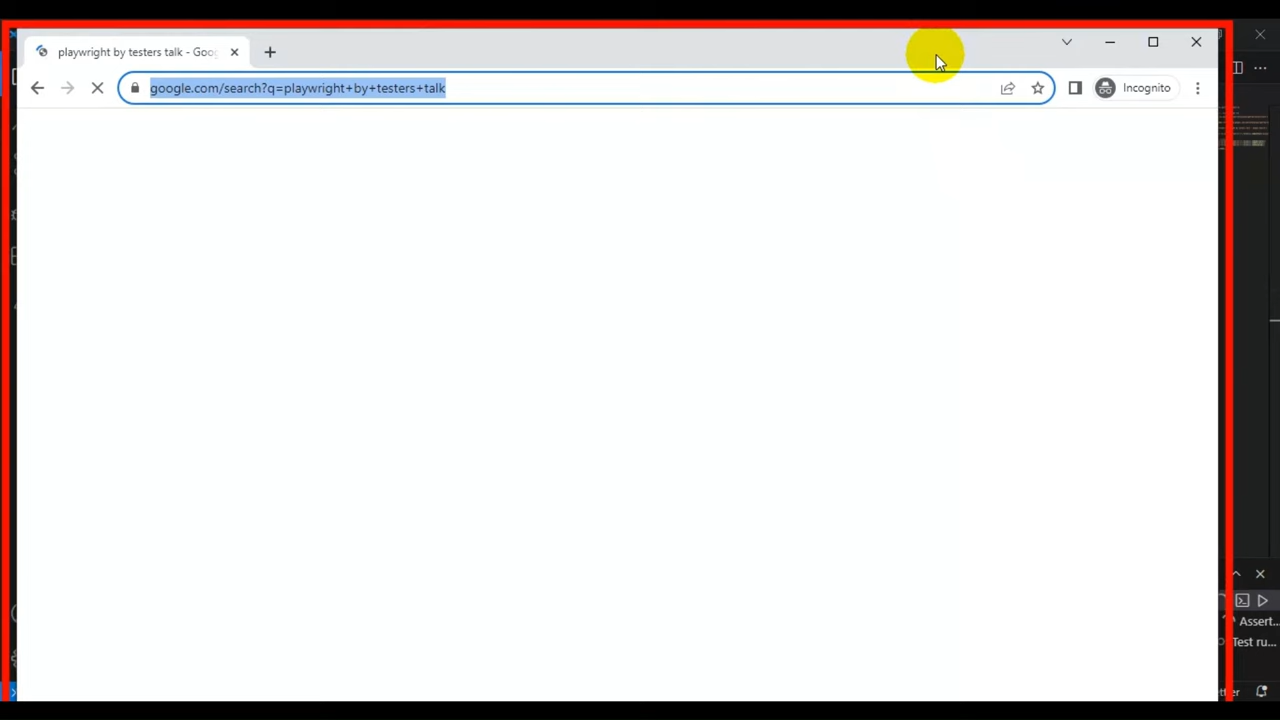 playwright by testers talk - Goo
google.com/search?q=playwright+by+testers+talk
Incognito
Assert...
Test ru...